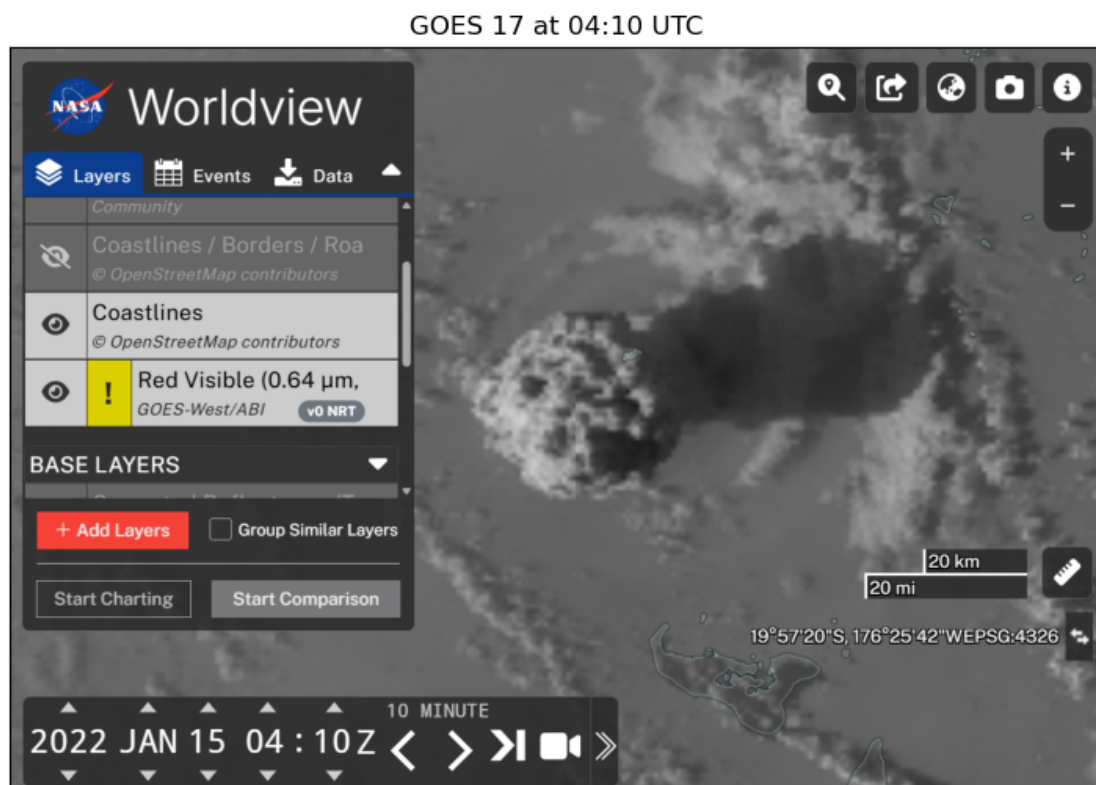 GOES 17 at 04:10 UTC
NASA
Worldview
Layers
Events
Data
Community
Coastlines / Borders / Roa
© OpenStreetMap contributors
Coastlines
© OpenStreetMap contributors
! Red Visible (0.64 µm,
GOES-West/ABI v0 NRT
BASE LAYERS
+ Add Layers
Group Similar Layers
Start Charting
Start Comparison
20 km
20 mi
19°57'20"S, 176°25'42"WEPSG:4326
10 MINUTE
2022 JAN 15 04 : 10 Z